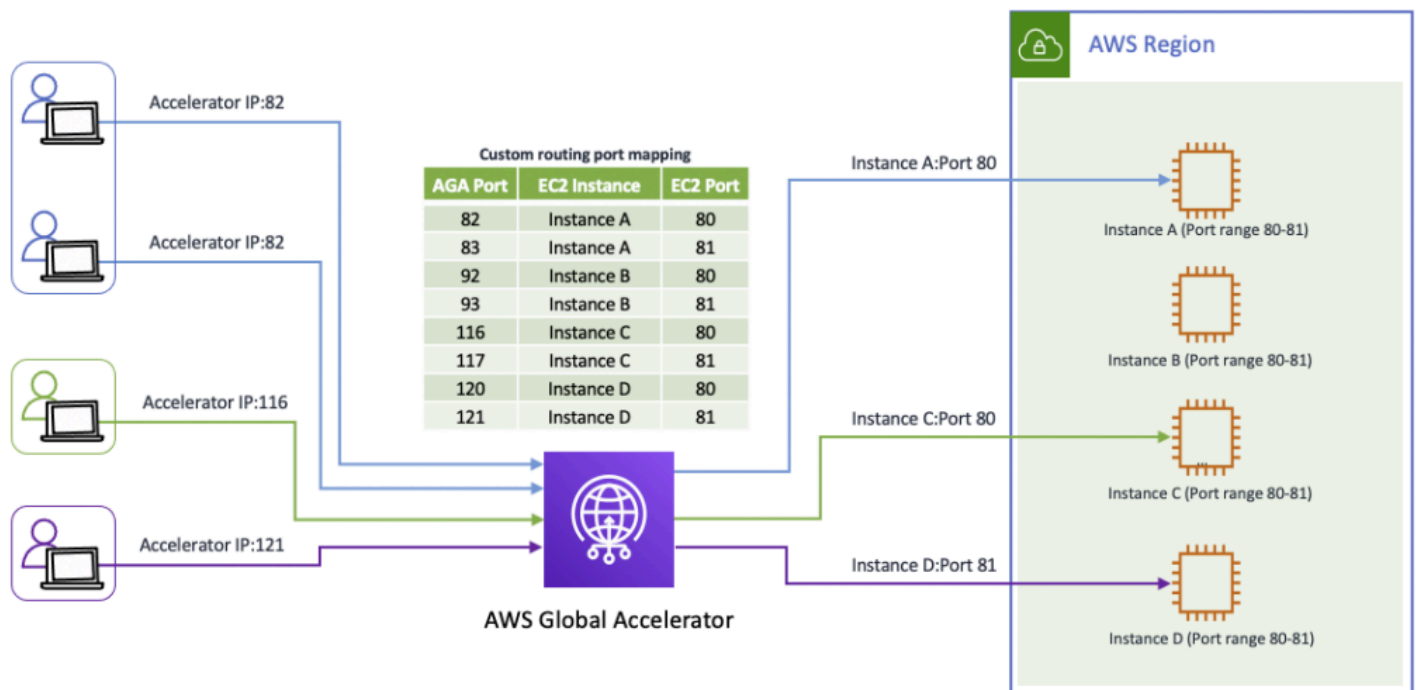 AWS Region
Accelerator IP:82
Accelerator IP:82
Accelerator IP:116
Accelerator IP:121
Custom routing port mapping
AGA Port EC2 Instance EC2 Port
82 Instance A 80
83 Instance A 81
92 Instance B 80
93 Instance B 81
116 Instance C 80
117 Instance C 81
120 Instance D 80
121 Instance D 81
AWS Global Accelerator
Instance A:Port 80
Instance C:Port 80
Instance D:Port 81
Instance A (Port range 80-81)
Instance B (Port range 80-81)
...
Instance C (Port range 80-81)
Instance D (Port range 80-81)